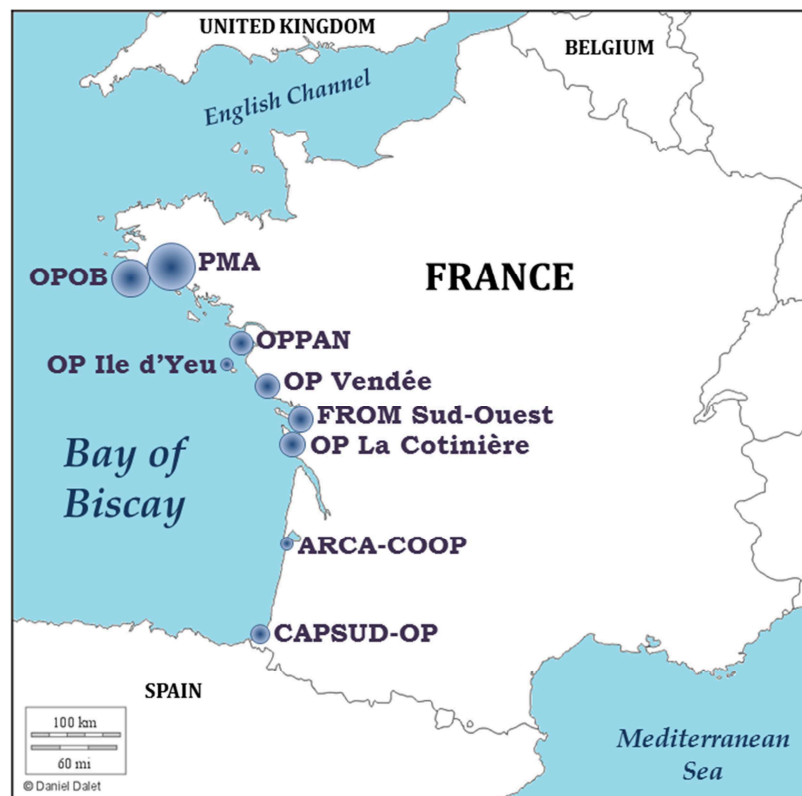 UNITED KINGDOM
BELGIUM
English Channel
PMA
OPOB
FRANCE
OPPAN
OP Ile d'Yeu
OP Vendée
FROM Sud-Ouest
OP La Cotinière
Bay of
Biscay
ARCA-COOP
CAPSUD-OP
SPAIN
100 km
60 mi
Mediterranean
Sea
© Daniel Dalet